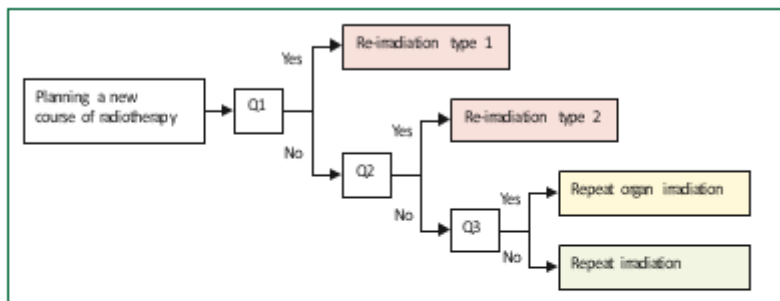 Re-irradiation type 1
Yes
Planning a new
course of radiotherapy
Q1
Re-irradiation type 2
No
Yes
Q2
Repeat organ irradiation
No
Yes
Q3
No
Repeat irradiation